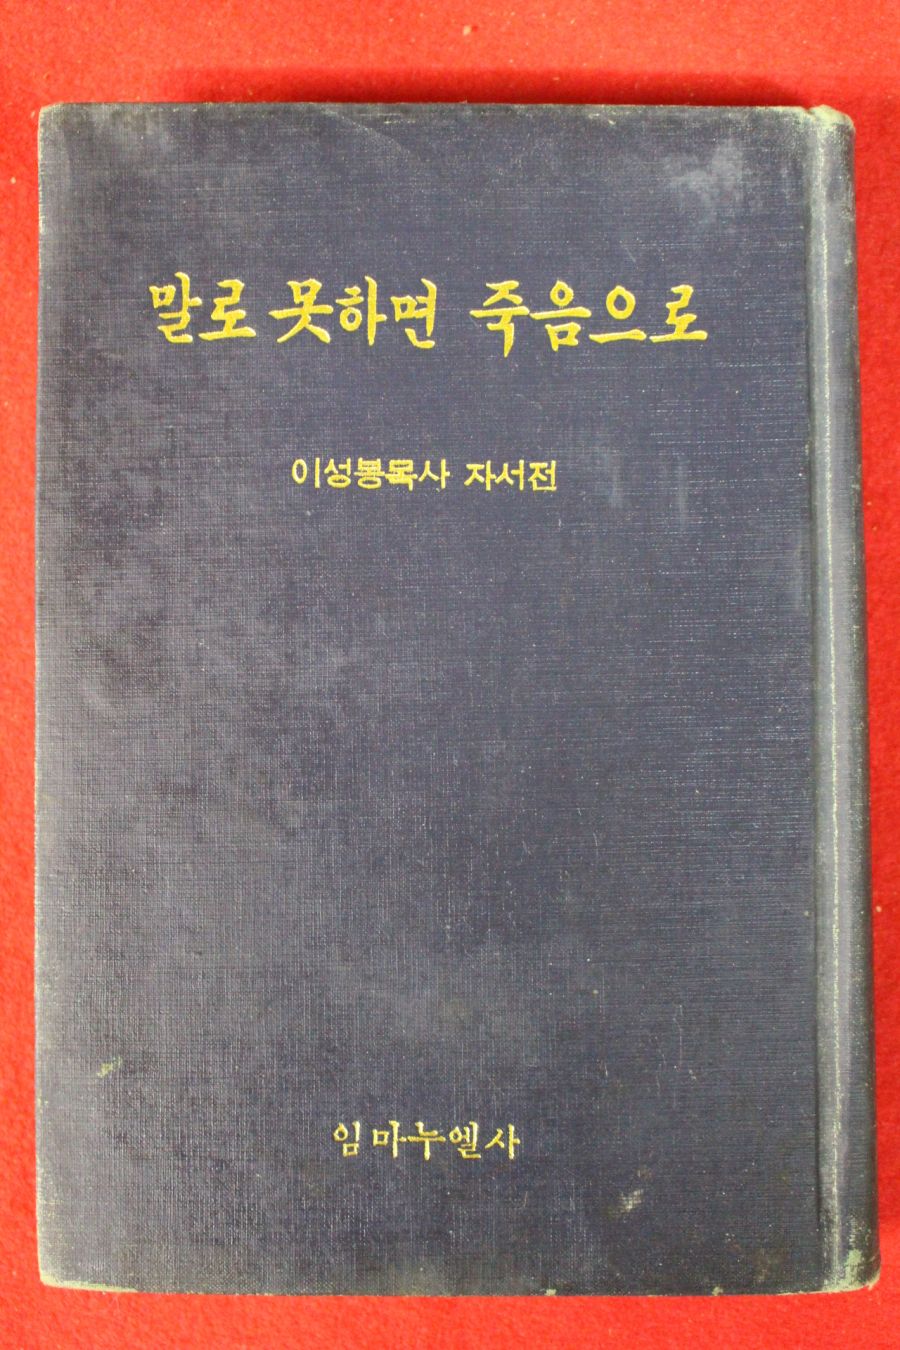 말로 못하면 죽음으로
이성봉목사 자서전
임마누엘사